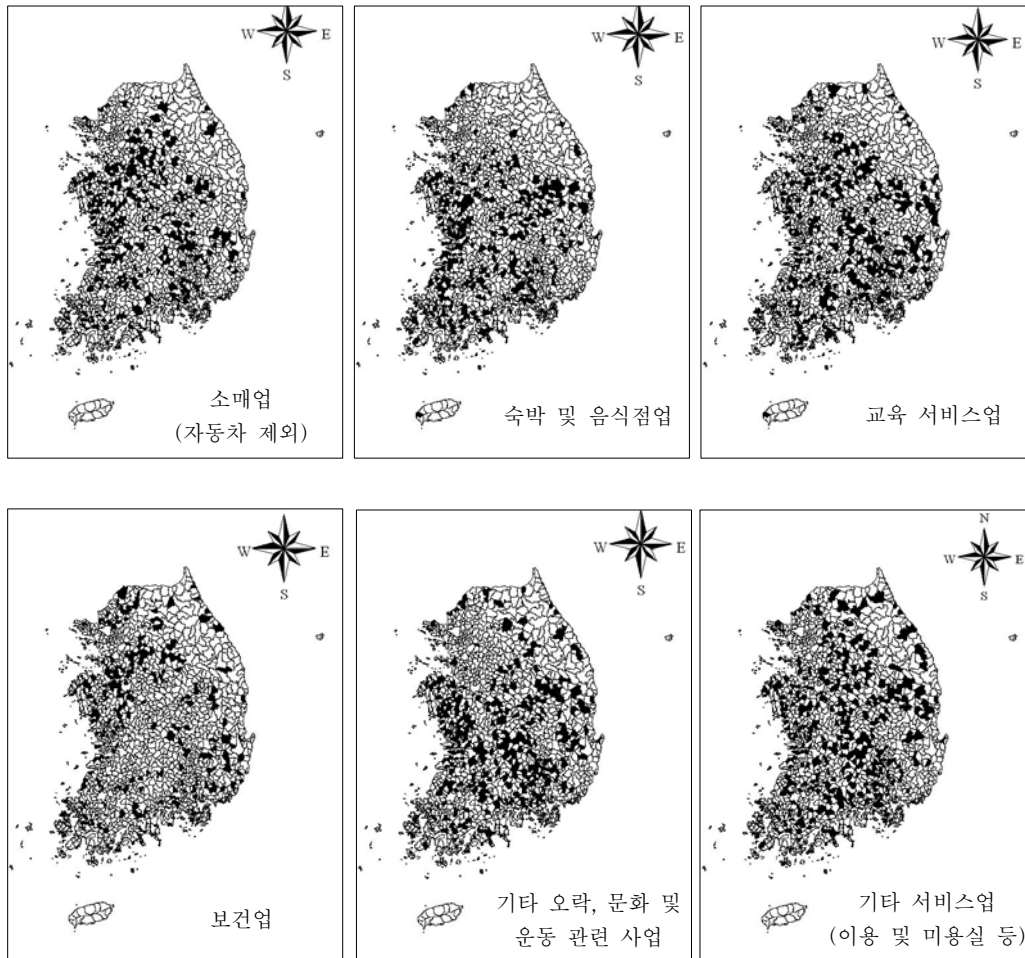 W E
S
소매업
(자동차 제외)
W E
S
숙박 및 음식점업
W E
S
교육 서비스업
W E
S
보건업
W E
S
기타 오락, 문화 및
운동 관련 사업
N
W E
S
기타 서비스업
(이용 및 미용실 등)